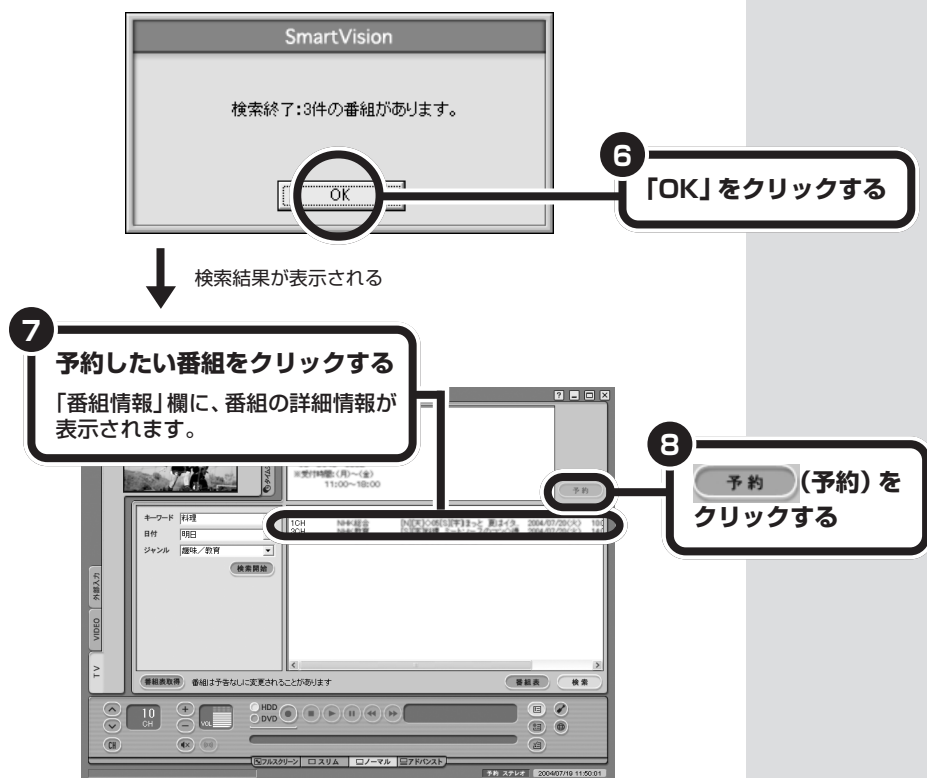 SmartVision
検索終了:3件の番組があります。
OK
6
「OK」をクリックする
検索結果が表示される
7
予約したい番組をクリックする
「番組情報」欄に、番組の詳細情報が
表示されます。
8
予約 (予約)を
クリックする
※受付時間:(月)~(金)
11:00~18:00
予約
キーワード 料理
日付 明日
ジャンル 趣味/教育
検索開始
1CH NHK総合 2004/07/20(火)
外部入力
VIDEO
TV
番組表取得 番組は予告なしに変更されることがあります
番組表 検索
10
CH
VOL
HDD
DVD
フルスクリーン スリム ノーマル アドバンスト
予約 ステレオ 2004/07/19 11:50:01